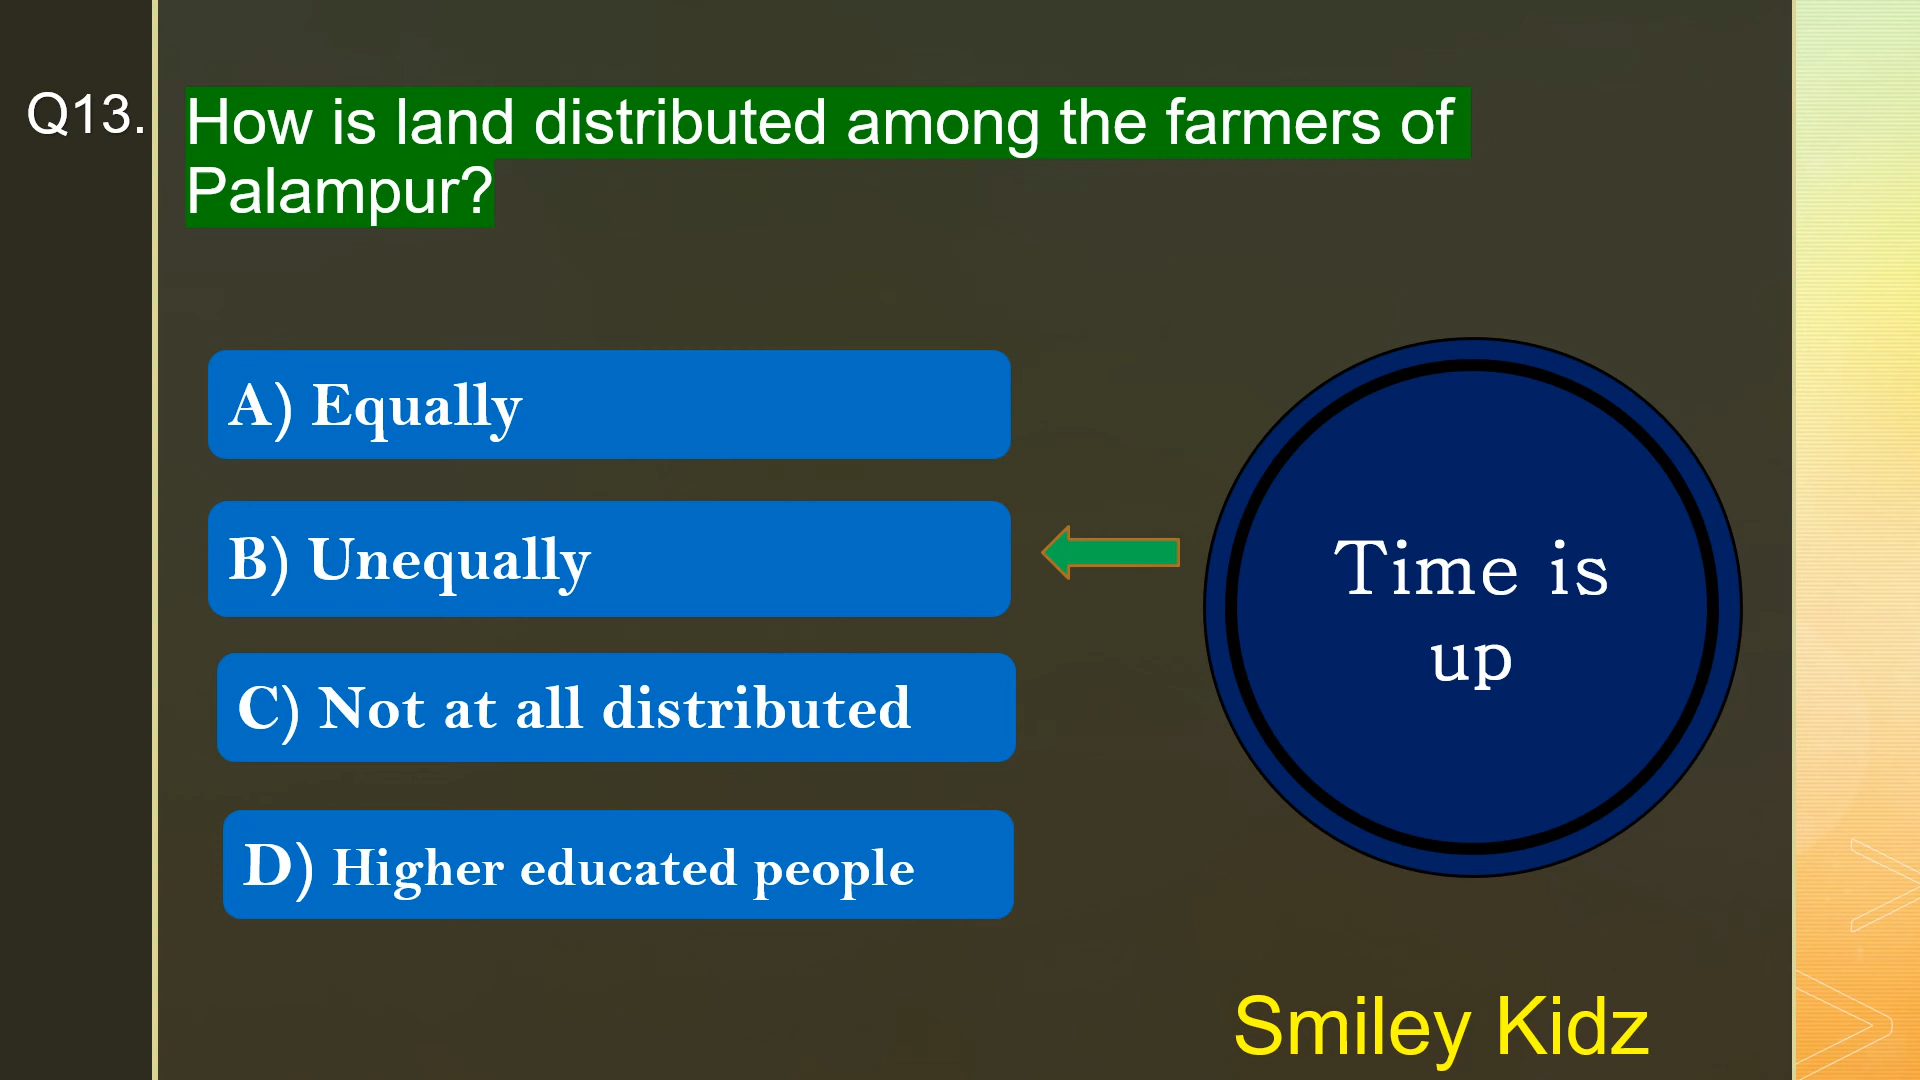 Q13.
How is land distributed among the farmers of
Palampur?
A) Equally
B) Unequally
C) Not at all distributed
D) Higher educated people
Time is
up
Smiley Kidz